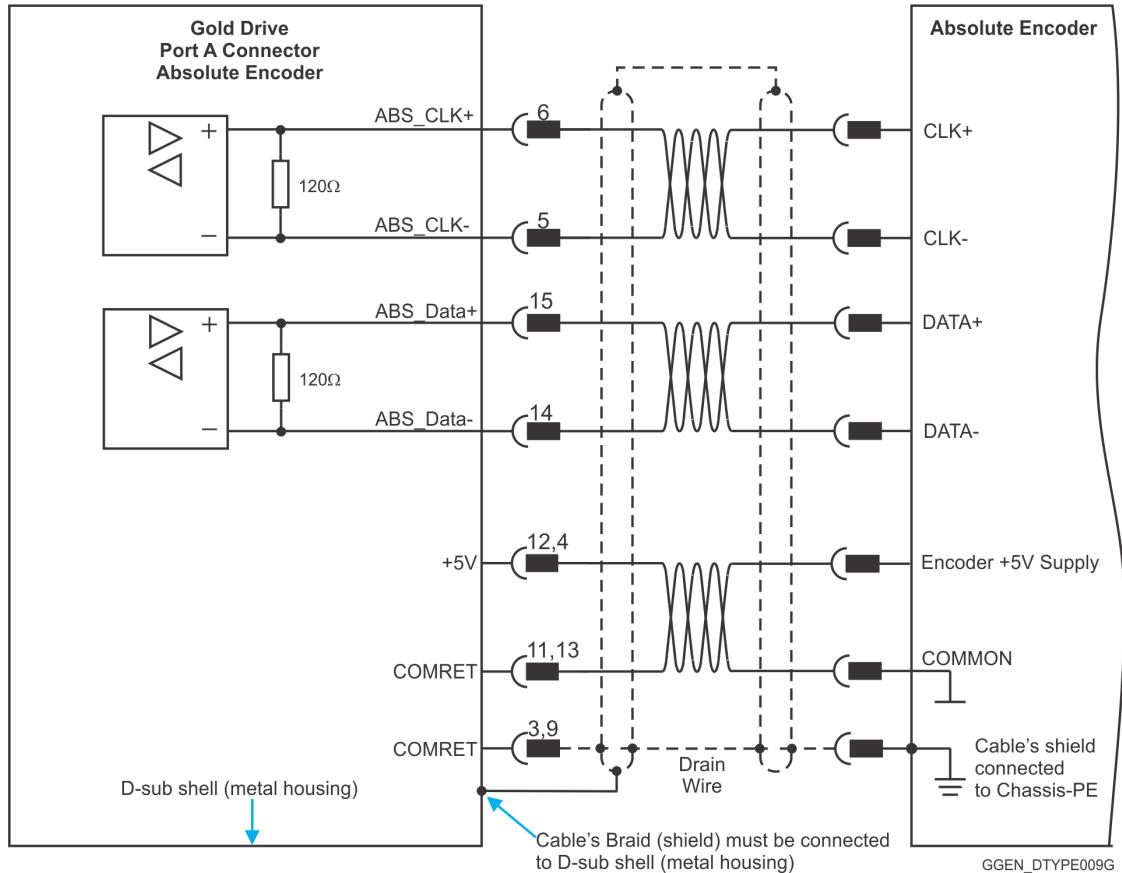 Gold Drive
Port A Connector
Absolute Encoder
Absolute Encoder
ABS_CLK+
6
CLK+
+
120Ω
ABS_CLK-
5
CLK-
−
ABS_Data+
15
DATA+
+
120Ω
ABS_Data-
14
DATA-
−
+5V
12,4
Encoder +5V Supply
COMRET
11,13
COMMON
COMRET
3,9
Drain
Wire
Cable's shield
connected
to Chassis-PE
D-sub shell (metal housing)
Cable's Braid (shield) must be connected
to D-sub shell (metal housing)
GGEN_DTYPE009G